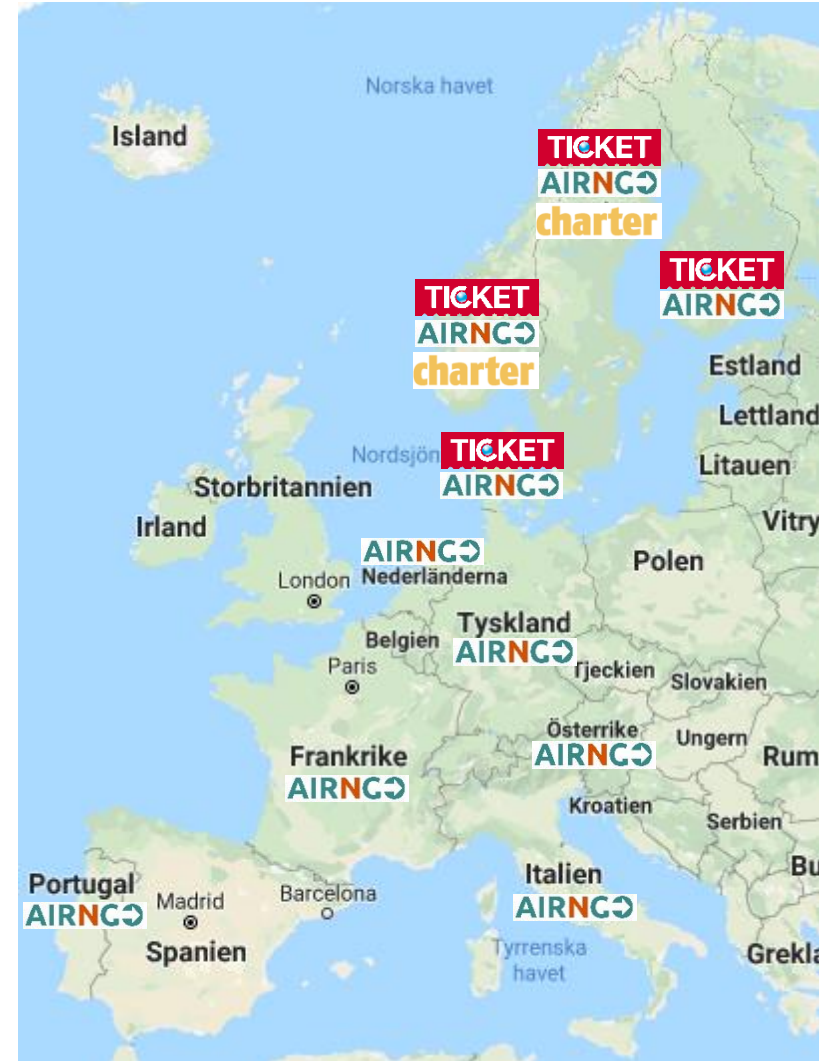 Norska havet
Island
TICKET
AIRNGO
charter
TICKET
AIRNGO
TICKET
AIRNGO
charter
Estland
Lettland
Nordsjön
TICKET
Litauen
AIRNGO
Storbritannien
Irland
Vitry
AIRNGO
Polen
London
Nederländerna
Tyskland
Belgien
AIRNGO
Paris
Tjeckien
Slovakien
Österrike
Ungern
Frankrike
AIRNGO
Rum
AIRNGO
Kroatien
Serbien
Bu
Italien
Portugal
Madrid
Barcelona
AIRNGO
AIRNGO
Spanien
Tyrrenska
havet
Grekla